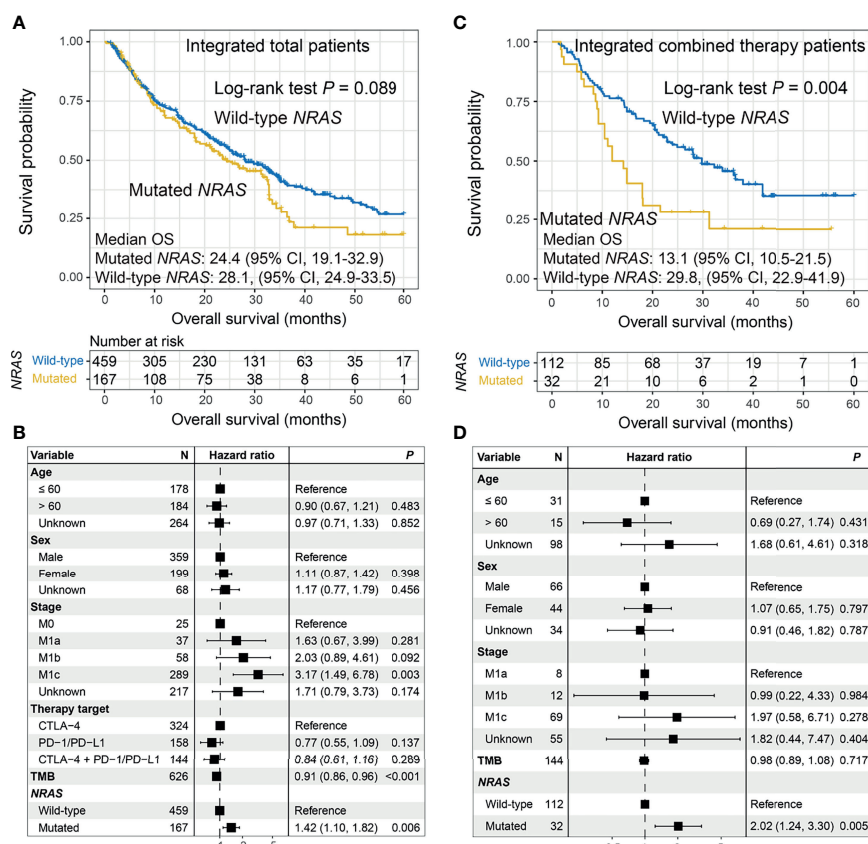 A
Integrated total patients
Log-rank test P = 0.089
Wild-type NRAS
Mutated NRAS
Median OS
Mutated NRAS: 24.4 (95% CI, 19.1-32.9)
Wild-type NRAS: 28.1, (95% CI, 24.9-33.5)
Survival probability
1.00
0.75
0.50
0.25
0.00
0 10 20 30 40 50 60
Overall survival (months)
Number at risk
NRAS
Wild-type 459 305 230 131 63 35 17
Mutated 167 108 75 38 8 6 1
0 10 20 30 40 50 60
Overall survival (months)
C
Integrated combined therapy patients
Log-rank test P = 0.004
Wild-type NRAS
Mutated NRAS
Median OS
Mutated NRAS: 13.1 (95% CI, 10.5-21.5)
Wild-type NRAS: 29.8, (95% CI, 22.9-41.9)
Survival probability
1.00
0.75
0.50
0.25
0.00
0 10 20 30 40 50 60
Overall survival (months)
NRAS
Wild-type 112 85 68 37 19 7 1
Mutated 32 21 10 6 2 1 0
0 10 20 30 40 50 60
Overall survival (months)
B
Variable N Hazard ratio P
Age
≤ 60 178 Reference
> 60 184 0.90 (0.67, 1.21) 0.483
Unknown 264 0.97 (0.71, 1.33) 0.852
Sex
Male 359 Reference
Female 199 1.11 (0.87, 1.42) 0.398
Unknown 68 1.17 (0.77, 1.79) 0.456
Stage
M0 25 Reference
M1a 37 1.63 (0.67, 3.99) 0.281
M1b 58 2.03 (0.89, 4.61) 0.092
M1c 289 3.17 (1.49, 6.78) 0.003
Unknown 217 1.71 (0.79, 3.73) 0.174
Therapy target
CTLA-4 324 Reference
PD-1/PD-L1 158 0.77 (0.55, 1.09) 0.137
CTLA-4 + PD-1/PD-L1 144 0.84 (0.61, 1.16) 0.289
TMB 626 0.91 (0.86, 0.96) <0.001
NRAS
Wild-type 459 Reference
Mutated 167 1.42 (1.10, 1.82) 0.006
D
Variable N Hazard ratio P
Age
≤ 60 31 Reference
> 60 15 0.69 (0.27, 1.74) 0.431
Unknown 98 1.68 (0.61, 4.61) 0.318
Sex
Male 66 Reference
Female 44 1.07 (0.65, 1.75) 0.797
Unknown 34 0.91 (0.46, 1.82) 0.787
Stage
M1a 8 Reference
M1b 12 0.99 (0.22, 4.33) 0.984
M1c 69 1.97 (0.58, 6.71) 0.278
Unknown 55 1.82 (0.44, 7.47) 0.404
TMB 144 0.98 (0.89, 1.08) 0.717
NRAS
Wild-type 112 Reference
Mutated 32 2.02 (1.24, 3.30) 0.005